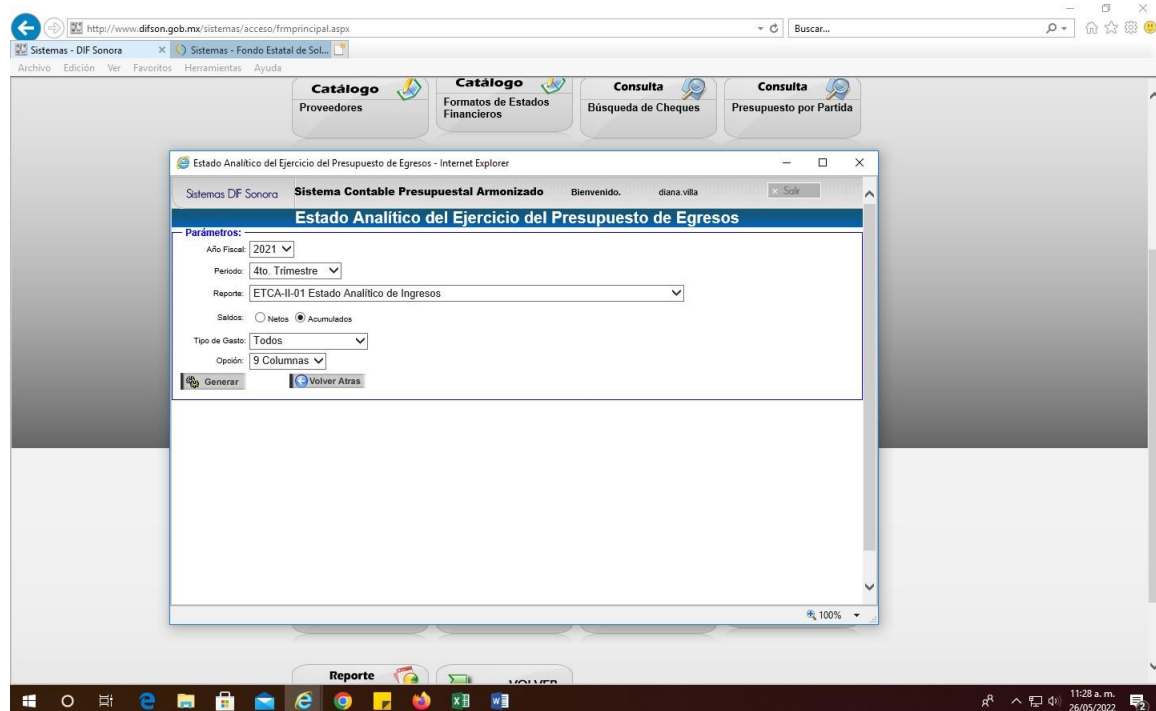 http://www.difson.gob.mx/sistemas/acceso/frmprincipal.aspx
Buscar...
Sistemas - DIF Sonora
Sistemas - Fondo Estatal de Sol...
Archivo Edición Ver Favoritos Herramientas Ayuda
Catálogo
Proveedores
Catálogo
Formatos de Estados
Financieros
Consulta
Búsqueda de Cheques
Consulta
Presupuesto por Partida
Estado Analítico del Ejercicio del Presupuesto de Egresos - Internet Explorer
Sistemas DIF Sonora Sistema Contable Presupuestal Armonizado Bienvenido. diana.villa × Salir
Estado Analítico del Ejercicio del Presupuesto de Egresos
Parámetros:
Año Fiscal: 2021
Periodo: 4to. Trimestre
Reporte: ETCA-II-01 Estado Analítico de Ingresos
Saldos: Netos Acumulados
Tipo de Gasto: Todos
Opción: 9 Columnas
Generar Volver Atras
100%
Reporte
VOLVER
11:28 a. m.
26/05/2022
2